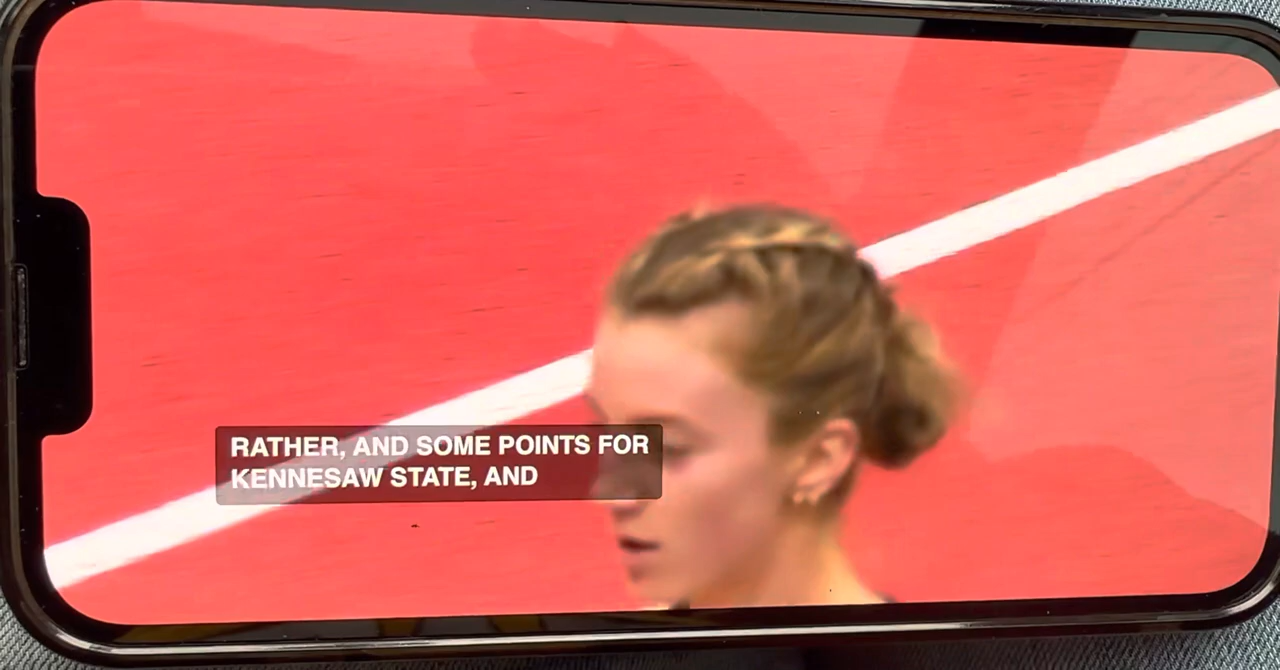 RATHER, AND SOME POINTS FOR
KENNESAW STATE, AND